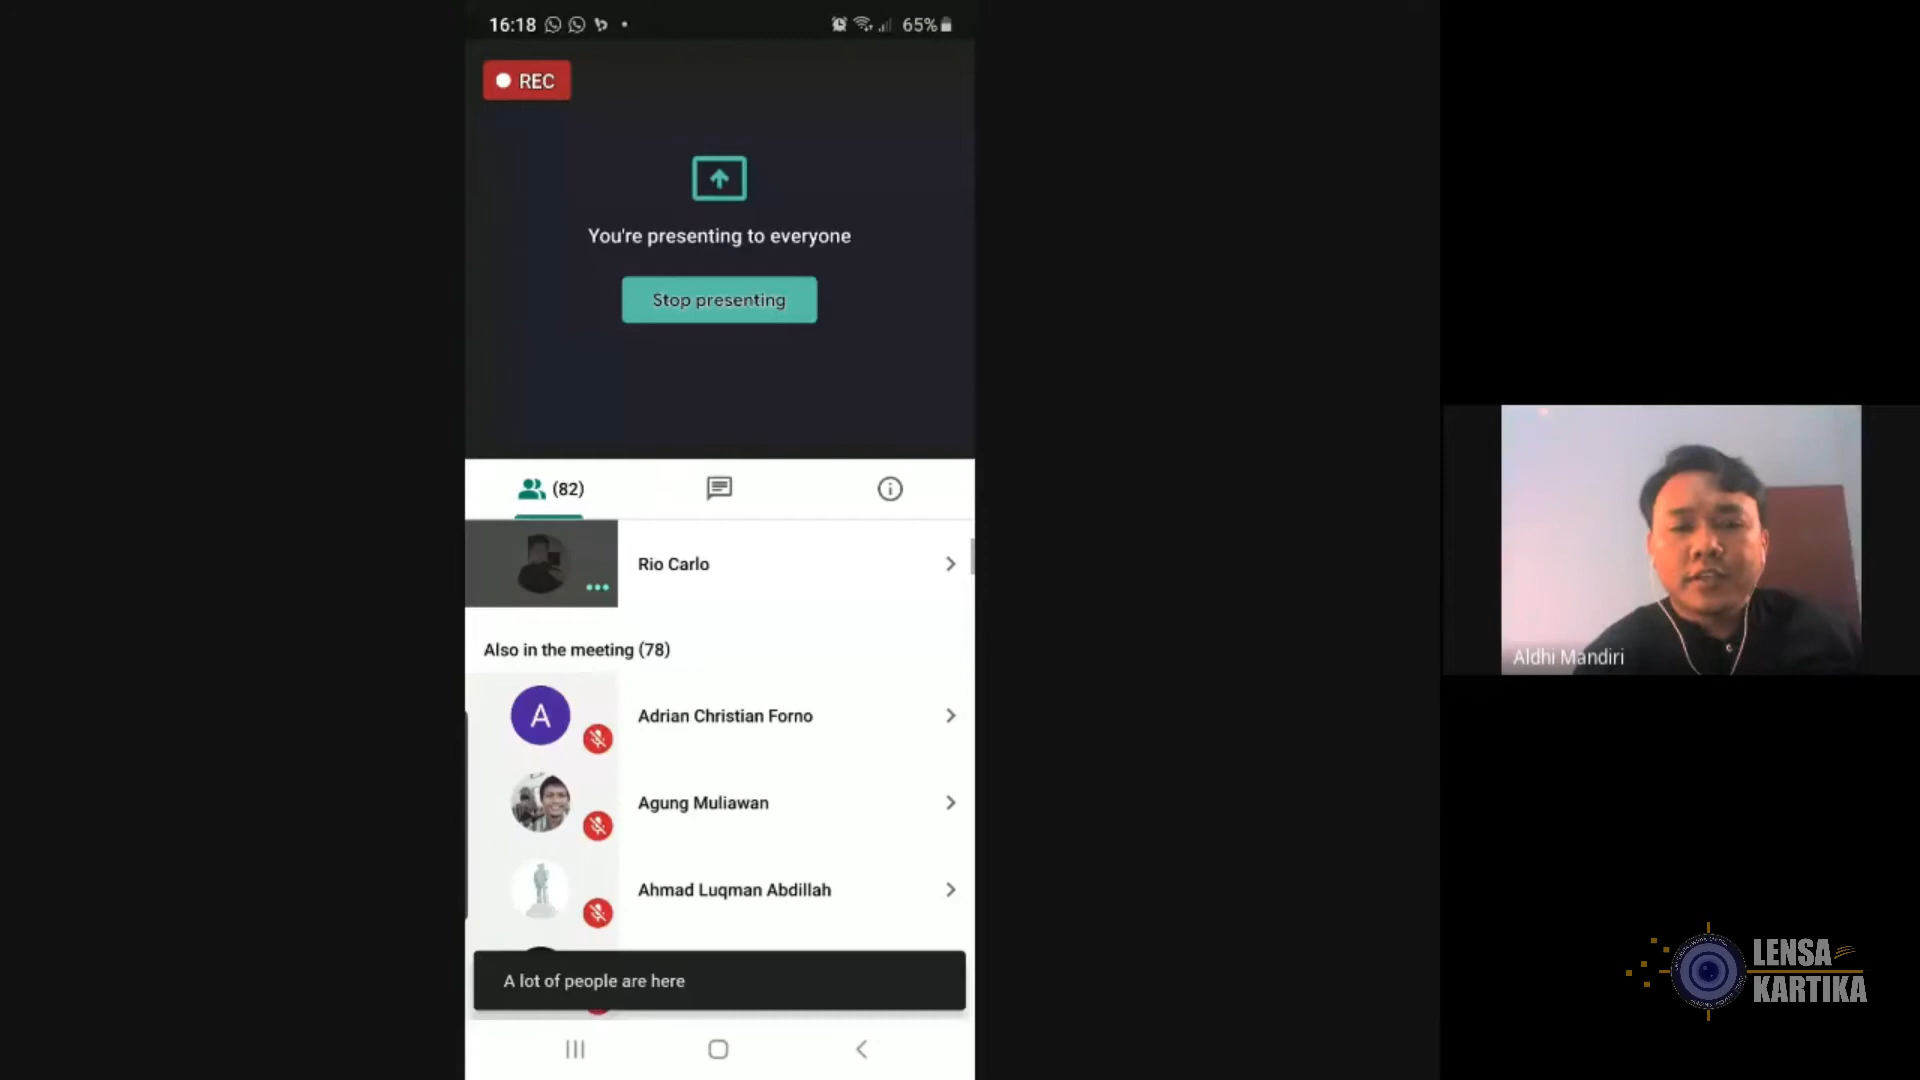 16:18
65%
REC
You're presenting to everyone
Stop presenting
(82)
Rio Carlo
Also in the meeting (78)
A
Adrian Christian Forno
Agung Muliawan
Ahmad Luqman Abdillah
A lot of people are here
Aldhi Mandiri
LENSA
KARTIKA